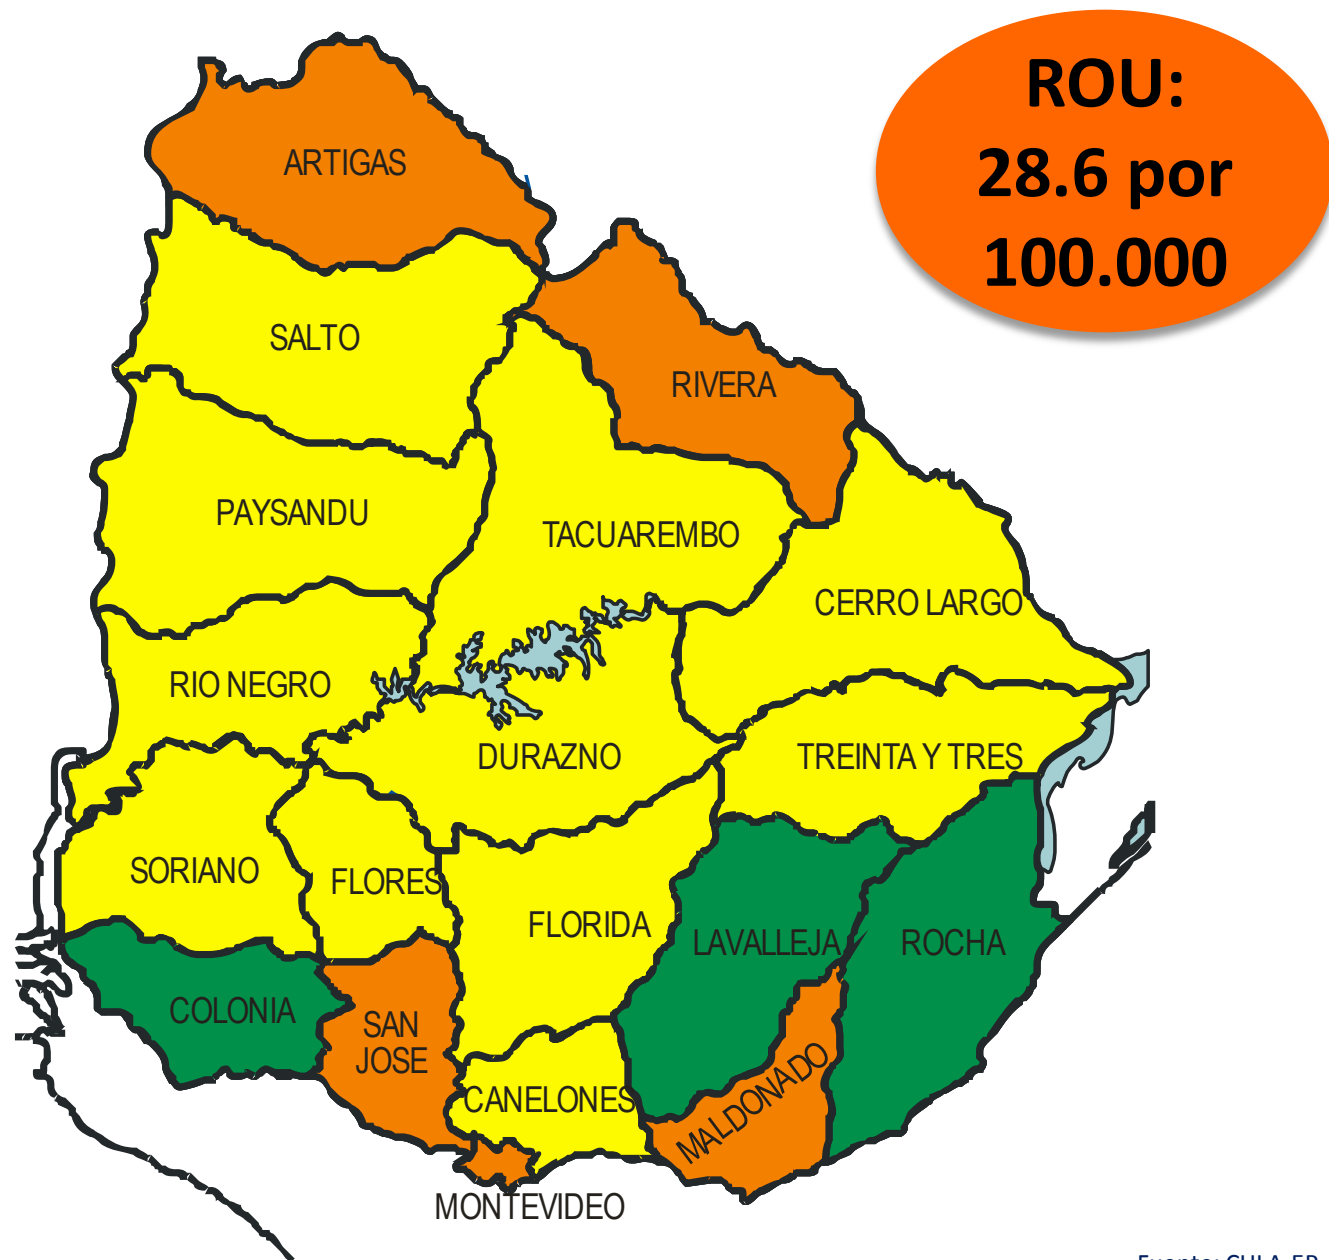 ROU:
28.6 por
100.000
ARTIGAS
SALTO
RIVERA
PAYSANDU
TACUAREMBO
CERRO LARGO
RIO NEGRO
DURAZNO
TREINTA Y TRES
SORIANO
FLORES
FLORIDA
LAVALLEJA
ROCHA
COLONIA
SAN
JOSE
CANELONES
MALDONADO
MONTEVIDEO